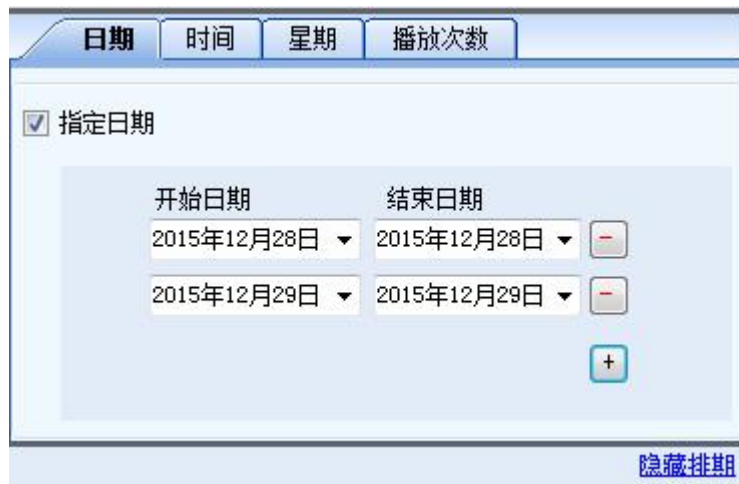 日期 时间 星期 播放次数
指定日期
开始日期 结束日期
2015年12月28日 2015年12月28日 -
2015年12月29日 2015年12月29日 -
+
隐藏排期